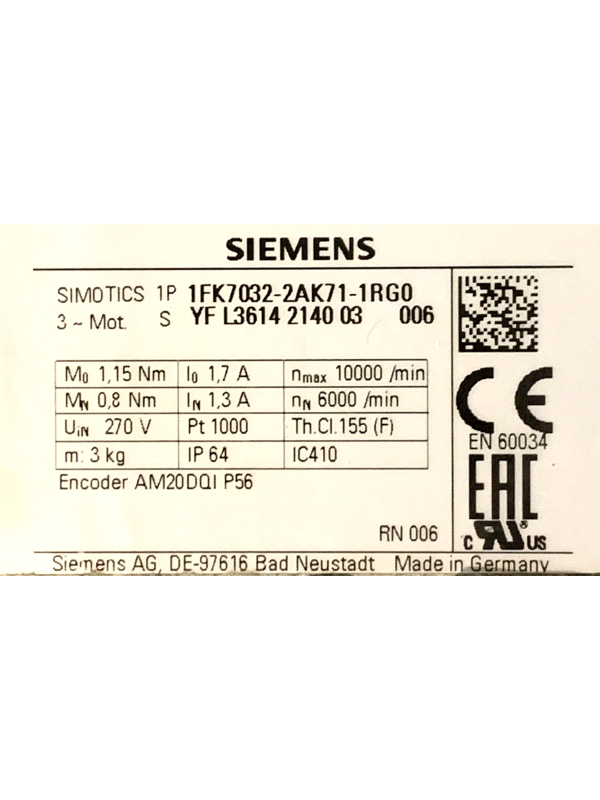 SIEMENS
SIMOTICS 1P 1FK7032-2AK71-1RG0
3 ~ Mot. S YF L3614 2140 03 006
M0 1,15 Nm I0 1,7 A nmax 10000 /min
MN 0,8 Nm IN 1,3 A nN 6000 /min
UiN 270 V Pt 1000 Th.Cl.155 (F)
m: 3 kg IP 64 IC410
Encoder AM20DQI P56
RN 006
CE
EN 60034
EAC
c RU® US
Siemens AG, DE-97616 Bad Neustadt Made in Germany